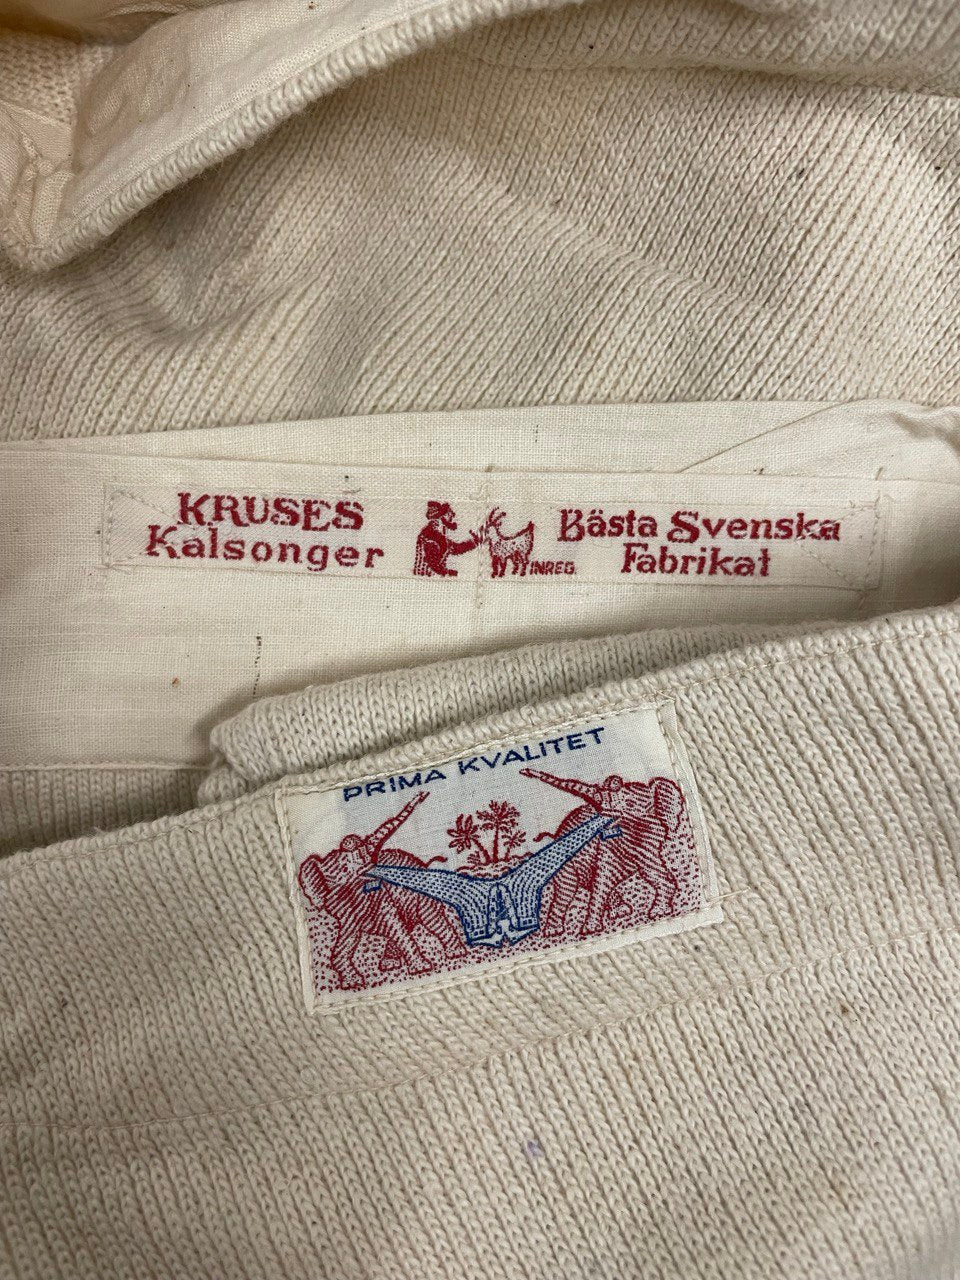 KRUSES
Kalsonger
Bästa Svenska
Fabrikat
INREG.
PRIMA KVALITET